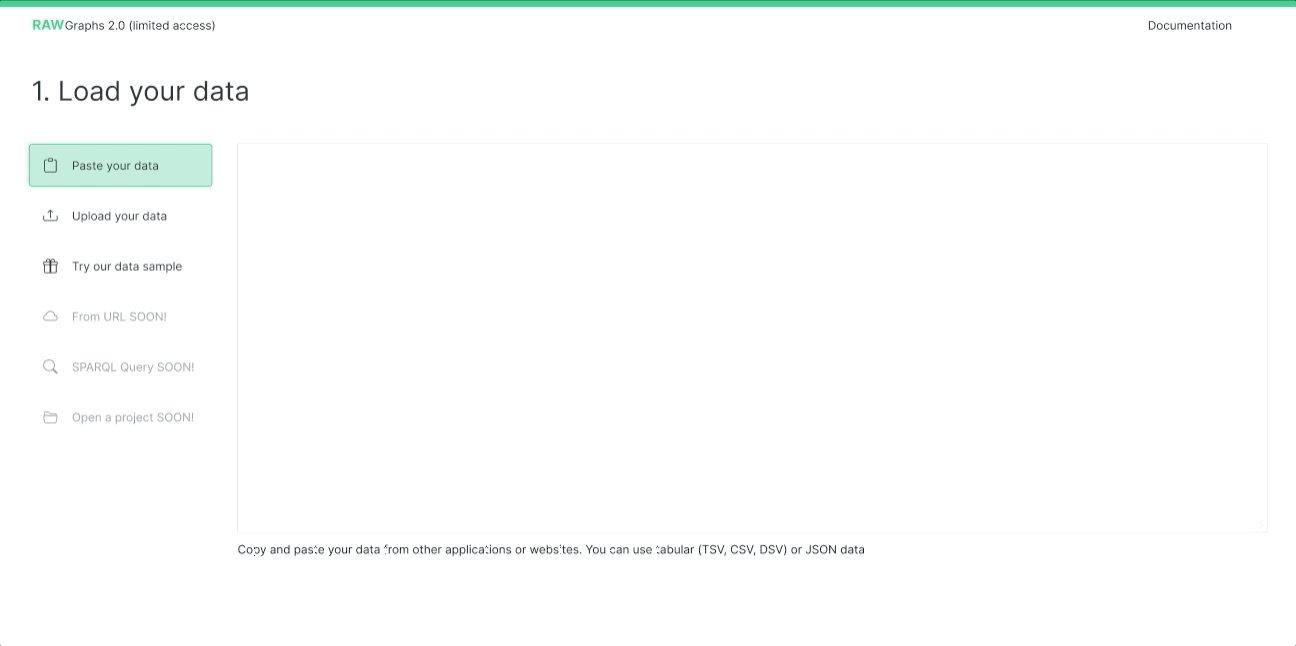 RAWGraphs 2.0 (limited access)
Documentation
1. Load your data
Paste your data
Upload your data
Try our data sample
From URL SOON!
SPARQL Query SOON!
Open a project SOON!
Copy and paste your data from other applications or websites. You can use tabular (TSV, CSV, DSV) or JSON data